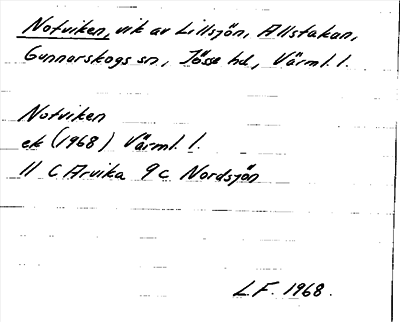 Notviken, vik av Lillsjön, Allstakan,
Gunnarskogs sn, Jösse hd, Värml. l.
Notviken
ek (1968) Värml. l.
11 C Arvika 9 c Nordsjön
L.F. 1968.